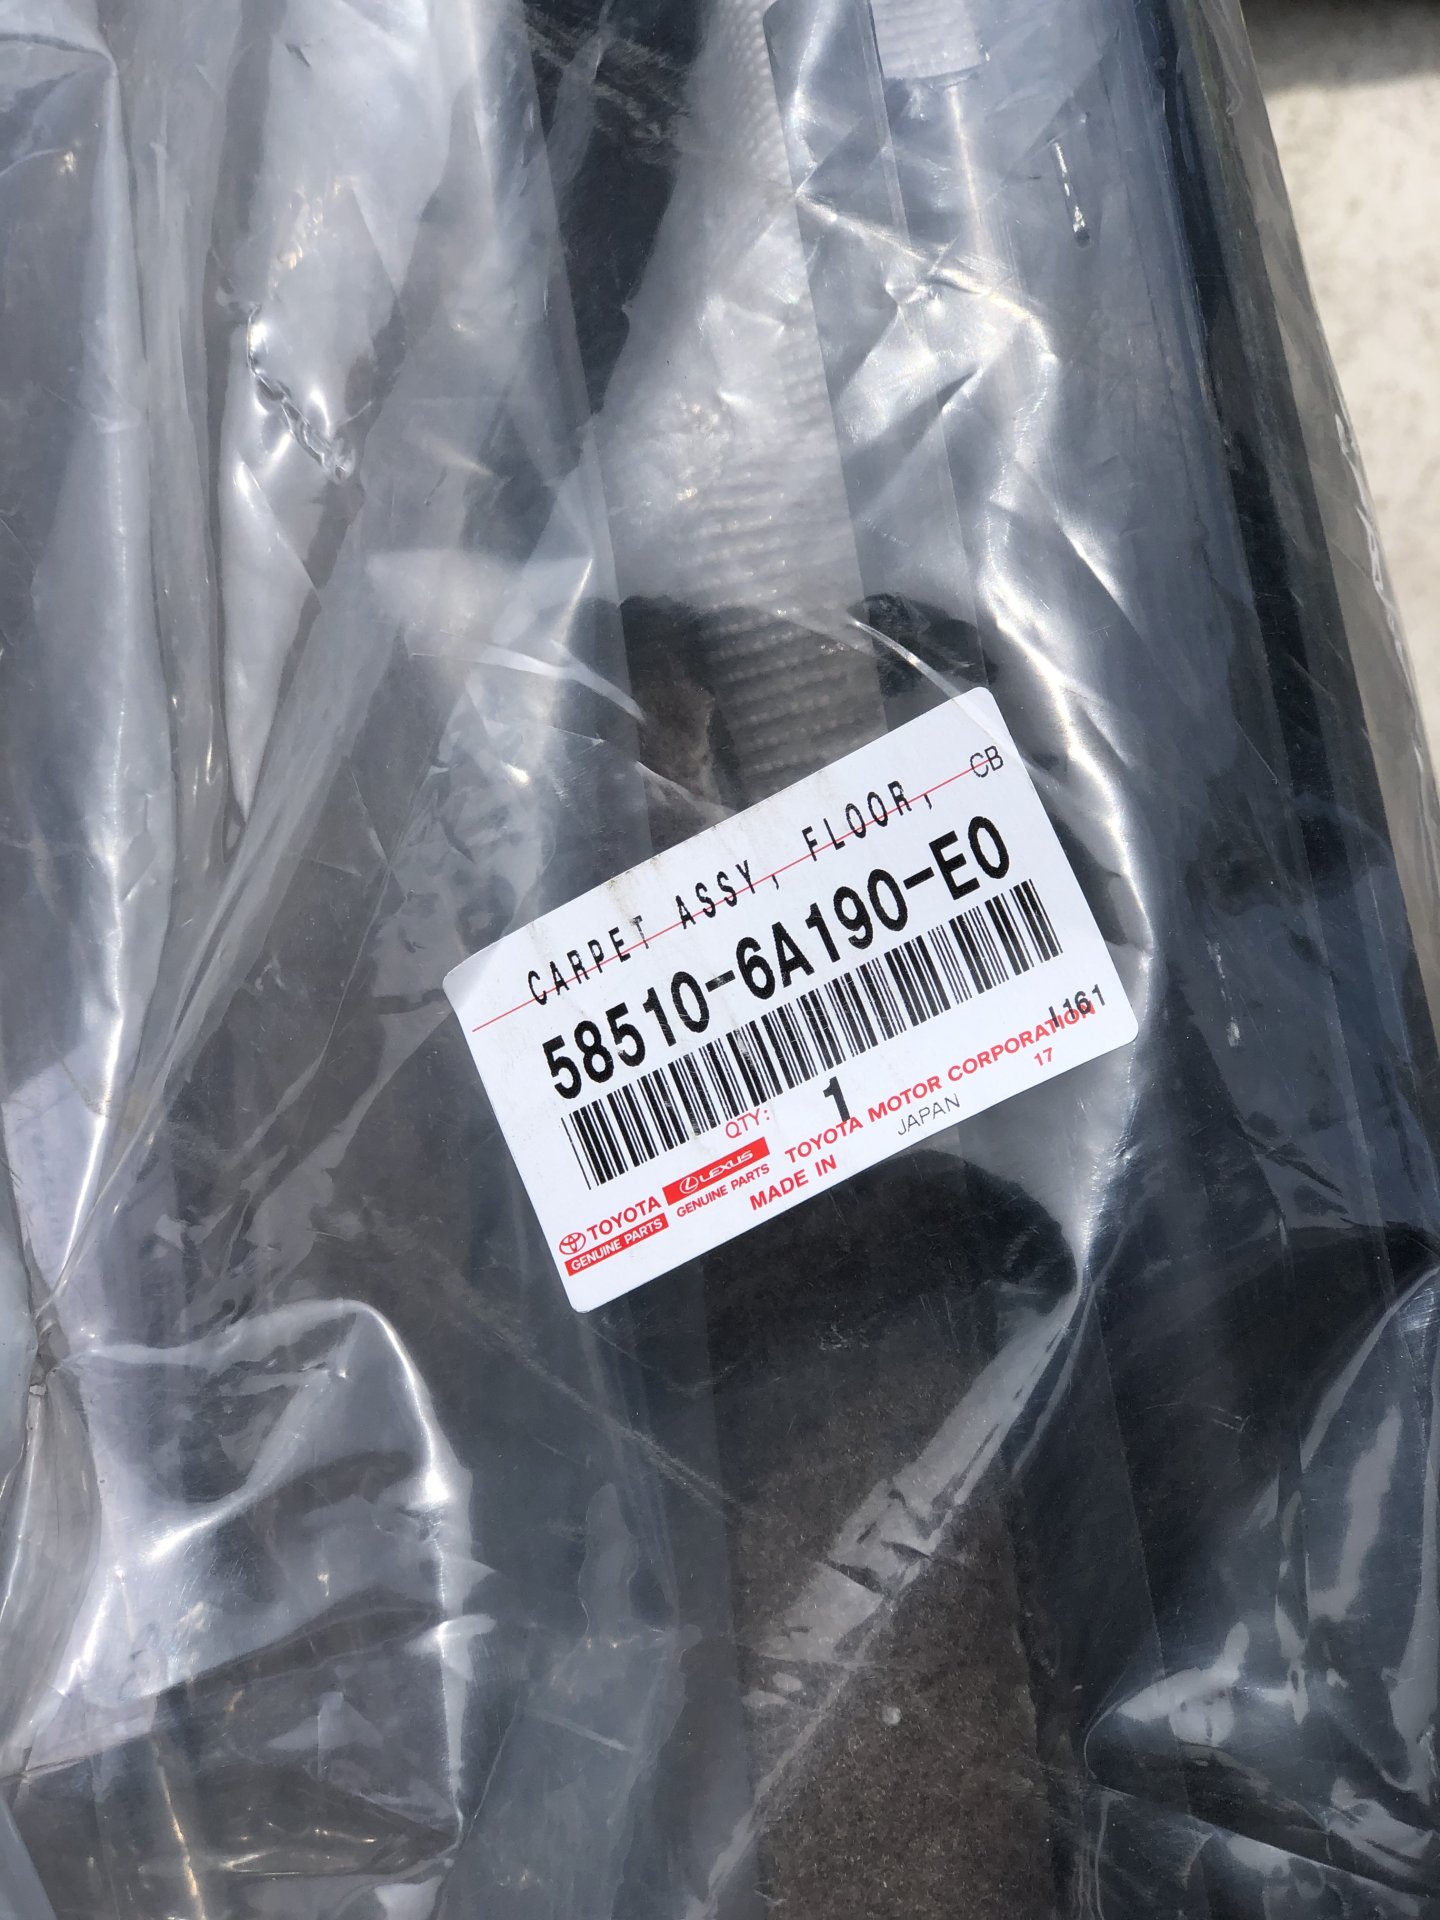 CARPET ASSY, FLOOR, CB
58510-6A190-E0
QTY: 1 I161
TOYOTA LEXUS TOYOTA MOTOR CORPORATION 17
GENUINE PARTS GENUINE PARTS MADE IN JAPAN